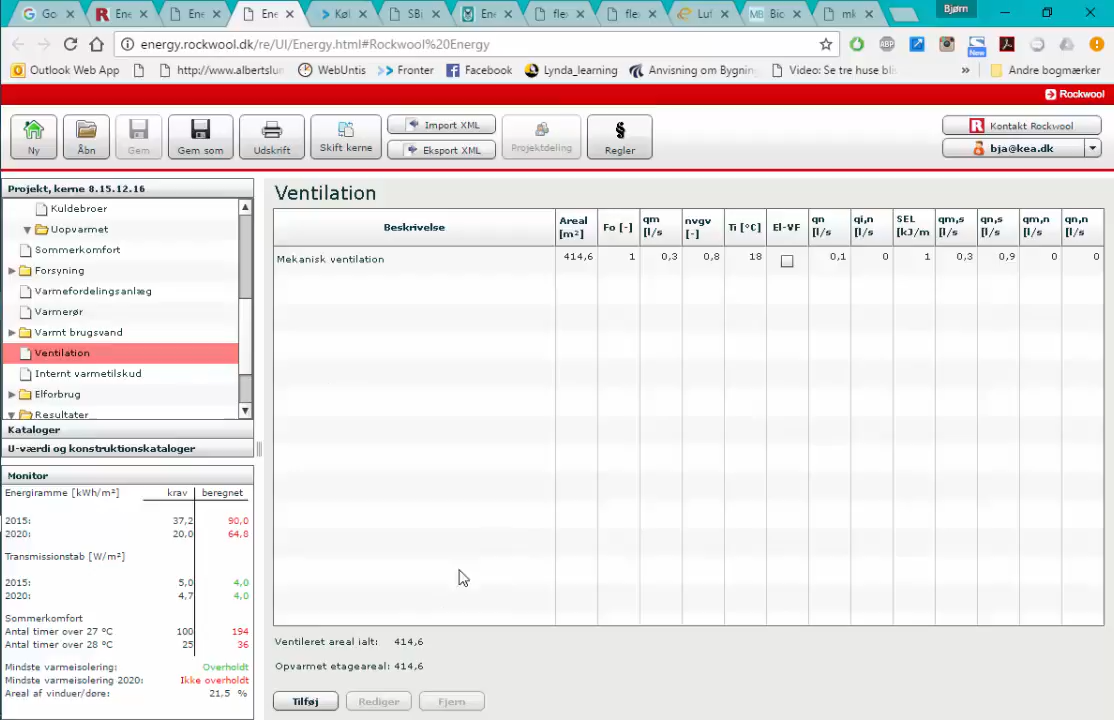 Go
Ene
Ene
Ene
Køl
SBi
Ene
fle
fle
Luf
Bio
mk
Bjørn
energy.rockwool.dk/re/UI/Energy.html#Rockwool%20Energy
ABP
New
Outlook Web App
http://www.albertslun
WebUntis
Fronter
Facebook
Lynda_learning
Anvisning om Bygnin
Video: Se tre huse bli
»
Andre bogmærker
Rockwool
Ny
Åbn
Gem
Gem som
Udskrift
Skift kerne
Import XML
Eksport XML
Projektdeling
§
Regler
Kontakt Rockwool
bja@kea.dk
Projekt, kerne 8.15.12.16
Kuldebroer
Uopvarmet
Sommerkomfort
Forsyning
Varmefordelingsanlæg
Varmerør
Varmt brugsvand
Ventilation
Internt varmetilskud
Elforbrug
Resultater
Kataloger
U-værdi og konstruktionskataloger
Monitor
Energiramme [kWh/m²] krav beregnet
2015: 37,2 90,0
2020: 20,0 64,8
Transmissionstab [W/m²]
2015: 5,0 4,0
2020: 4,7 4,0
Sommerkomfort
Antal timer over 27 °C 100 194
Antal timer over 28 °C 25 36
Mindste varmeisolering: Overholdt
Mindste varmeisolering 2020: Ikke overholdt
Areal af vinduer/døre: 21,5 %
Ventilation
Beskrivelse Areal [m²] Fo [-] qm [l/s nvgv [-] Ti [°C] El-VF qn [l/s qi,n [l/s SEL [kJ/m qm,s [l/s qn,s [l/s qm,n [l/s qn,n [l/s
Mekanisk ventilation 414,6 1 0,3 0,8 18 0,1 0 1 0,3 0,9 0 0
Ventileret areal ialt: 414,6
Opvarmet etageareal: 414,6
Tilføj
Rediger
Fjern